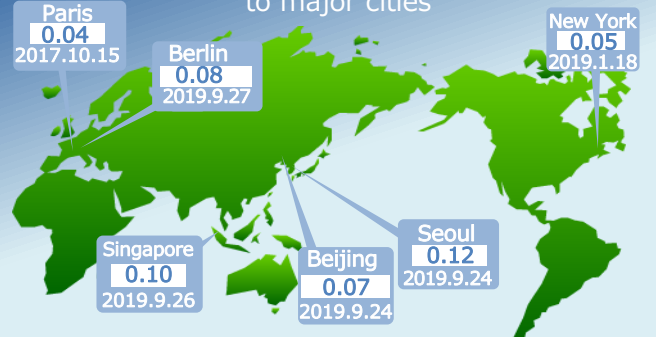 to major cities
Paris
0.04
2017.10.15
Berlin
0.08
2019.9.27
New York
0.05
2019.1.18
Singapore
0.10
2019.9.26
Beijing
0.07
2019.9.24
Seoul
0.12
2019.9.24